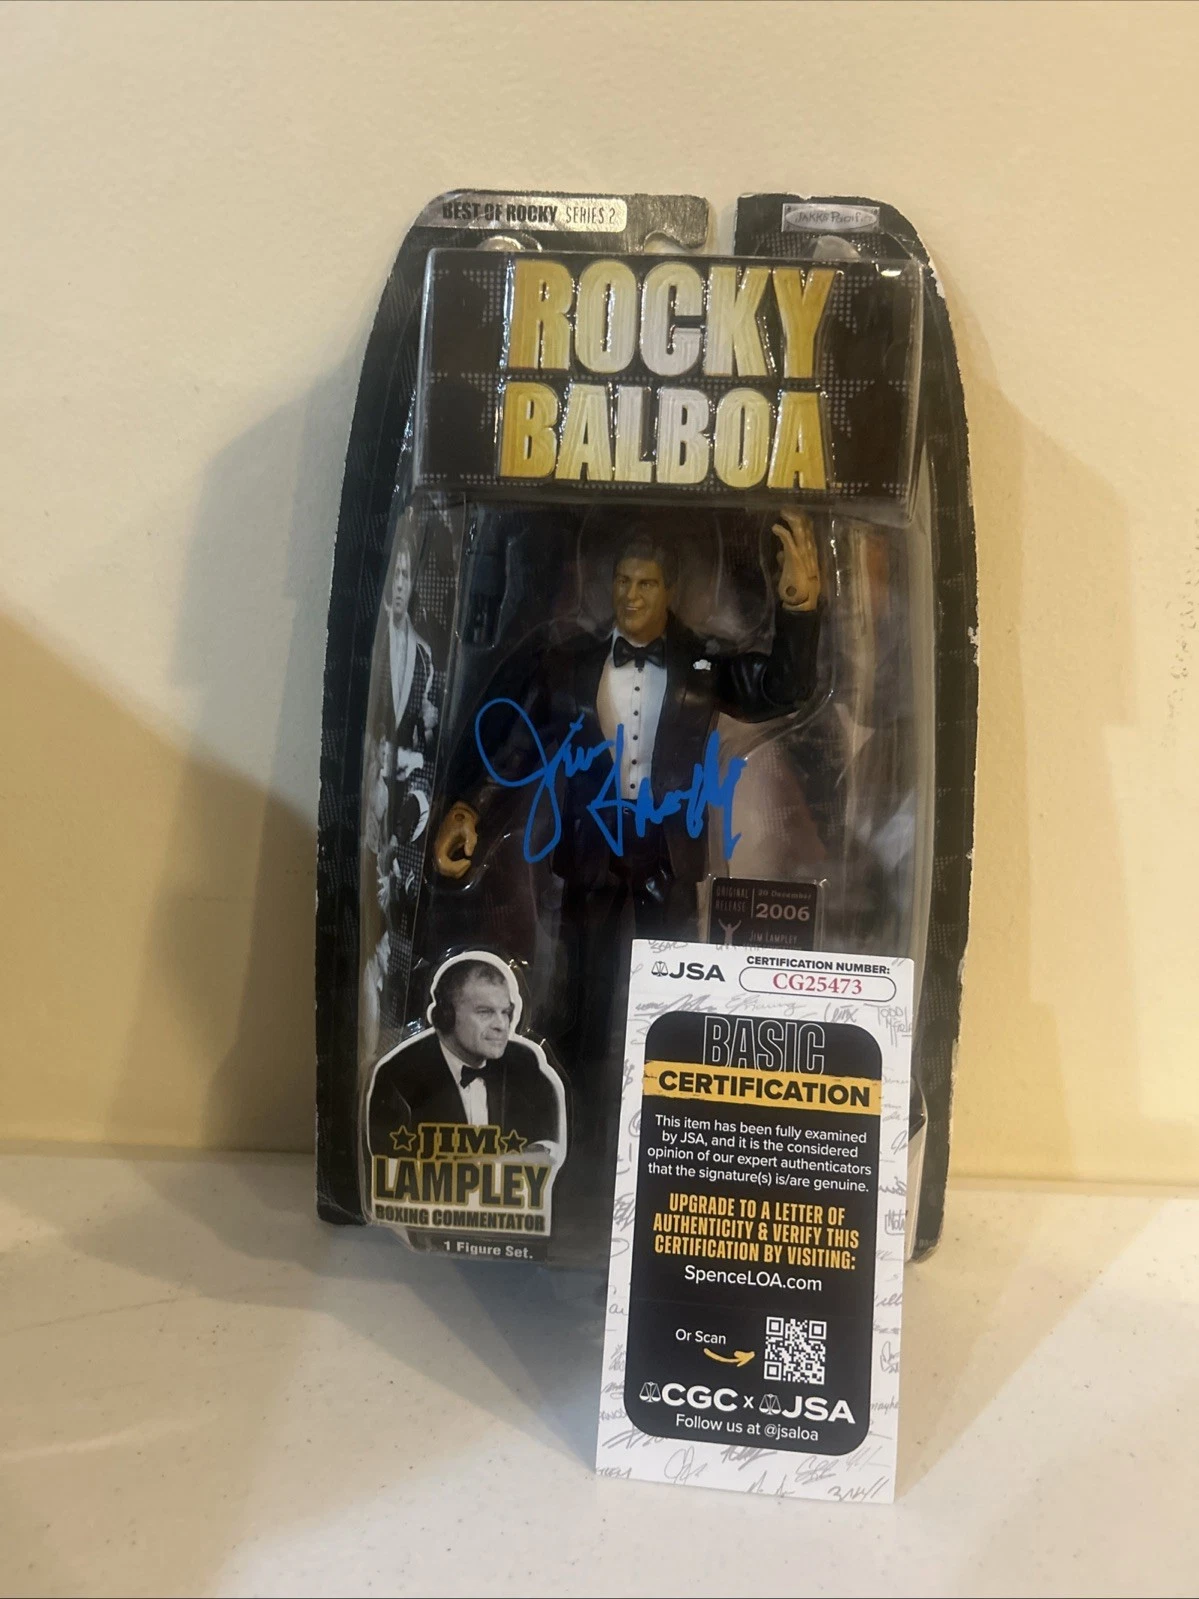 BEST OF ROCKY SERIES 2
JAKKS Pacific
ROCKY
BALBOA
Jim Lampley
ORIGINAL RELEASE
20 December
2006
JIM LAMPLEY
JIM
LAMPLEY
BOXING COMMENTATOR
1 Figure Set.
JSA
CERTIFICATION NUMBER:
CG25473
BASIC
CERTIFICATION
This item has been fully examined
by JSA, and it is the considered
opinion of our expert authenticators
that the signature(s) is/are genuine.
UPGRADE TO A LETTER OF
AUTHENTICITY & VERIFY THIS
CERTIFICATION BY VISITING:
SpenceLOA.com
Or Scan
CGC x JSA
Follow us at @jsaloa